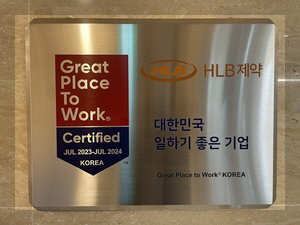 Great
Place
To
Work®
Certified
JUL 2023-JUL 2024
KOREA
™
HLB제약
대한민국
일하기 좋은 기업
Great Place to Work® KOREA